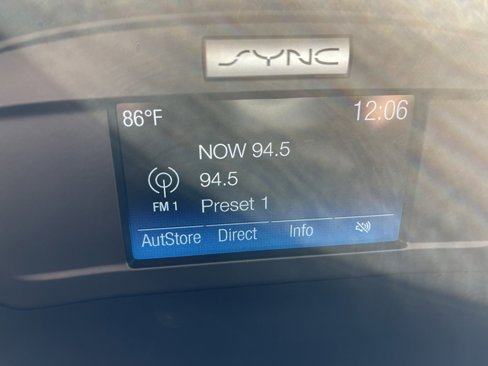 SYNC
86°F 12:06
NOW 94.5
94.5
FM 1 Preset 1
AutStore Direct Info